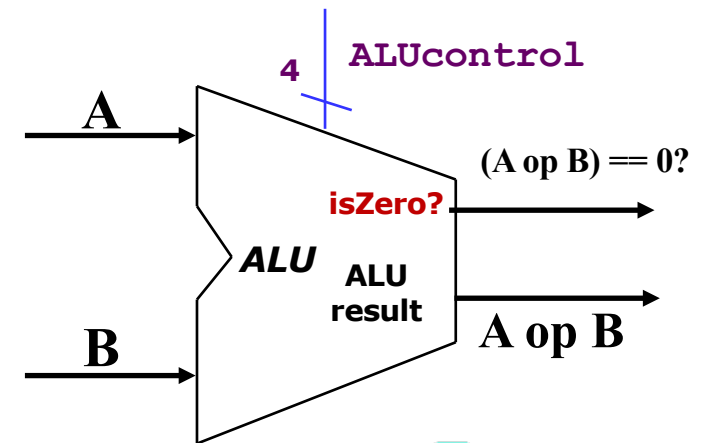 4
ALUcontrol
A
(A op B) == 0?
isZero?
ALU
ALU
result
A op B
B